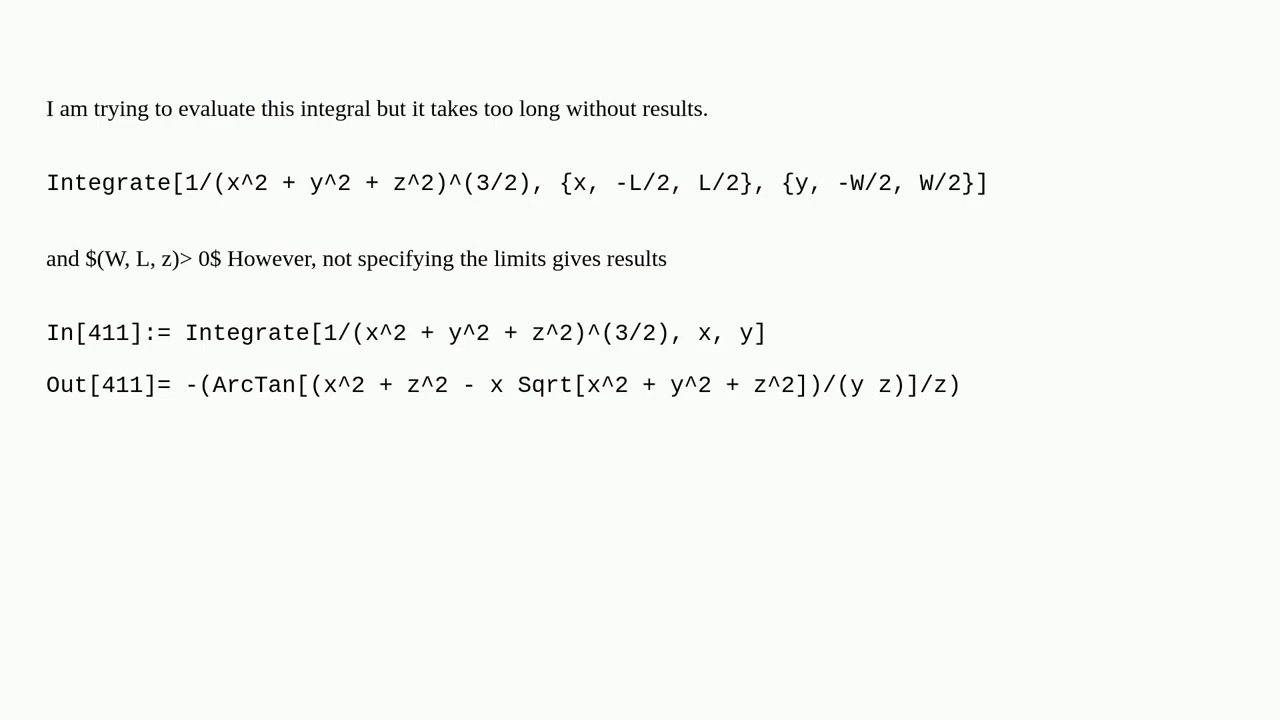 I am trying to evaluate this integral but it takes too long without results.
Integrate[1/(x^2 + y^2 + z^2)^(3/2), {x, -L/2, L/2}, {y, -W/2, W/2}]
and $(W, L, z)> 0$ However, not specifying the limits gives results
In[411]:= Integrate[1/(x^2 + y^2 + z^2)^(3/2), x, y]
Out[411]= -(ArcTan[(x^2 + z^2 - x Sqrt[x^2 + y^2 + z^2])/(y z)]/z)